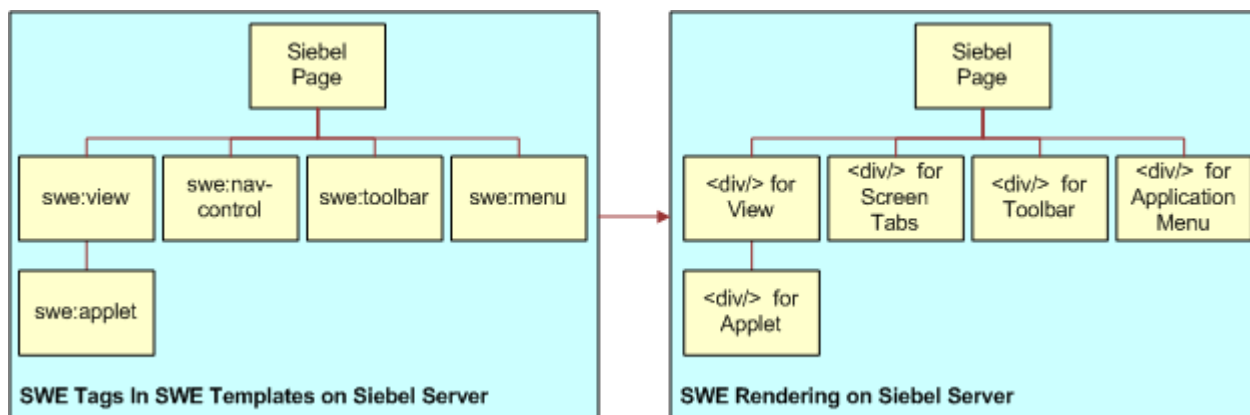 Siebel
Page
swe:view
swe:nav-
control
swe:toolbar
swe:menu
swe:applet
SWE Tags In SWE Templates on Siebel Server
Siebel
Page
<div/> for
View
<div/> for
Screen
Tabs
<div/> for
Toolbar
<div/> for
Application
Menu
<div/> for
Applet
SWE Rendering on Siebel Server